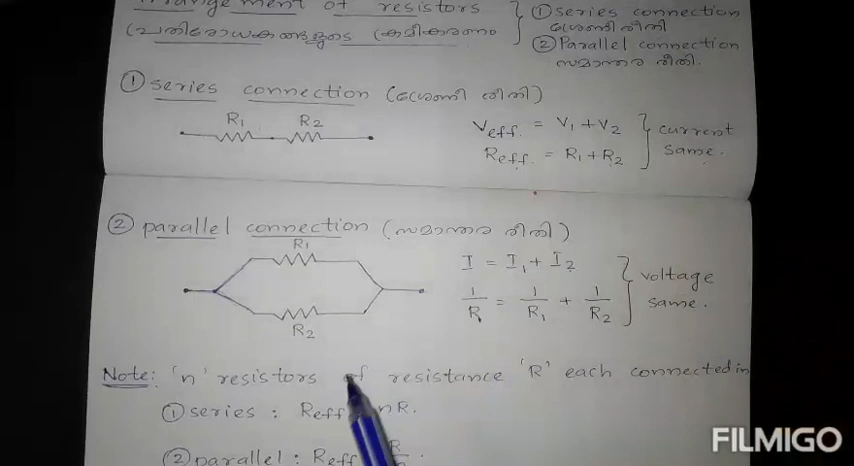 ment of resistors
(പ്രതിരോധകങ്ങളുടെ ക്രമീകരണം
① series connection
ശ്രേണി രീതി
② Parallel connection
സമാന്തര രീതി.
① series connection (ശ്രേണി രീതി)
R1 R2
Veff. = V1 + V2
Reff. = R1 + R2
current same.
② parallel connection (സമാന്തര രീതി)
R1
R2
I = I1 + I2
1/R = 1/R1 + 1/R2
voltage same.
Note: 'n' resistors of resistance 'R' each connected in
① series : Reff nR.
② parallel : Reff R
FILMIGO